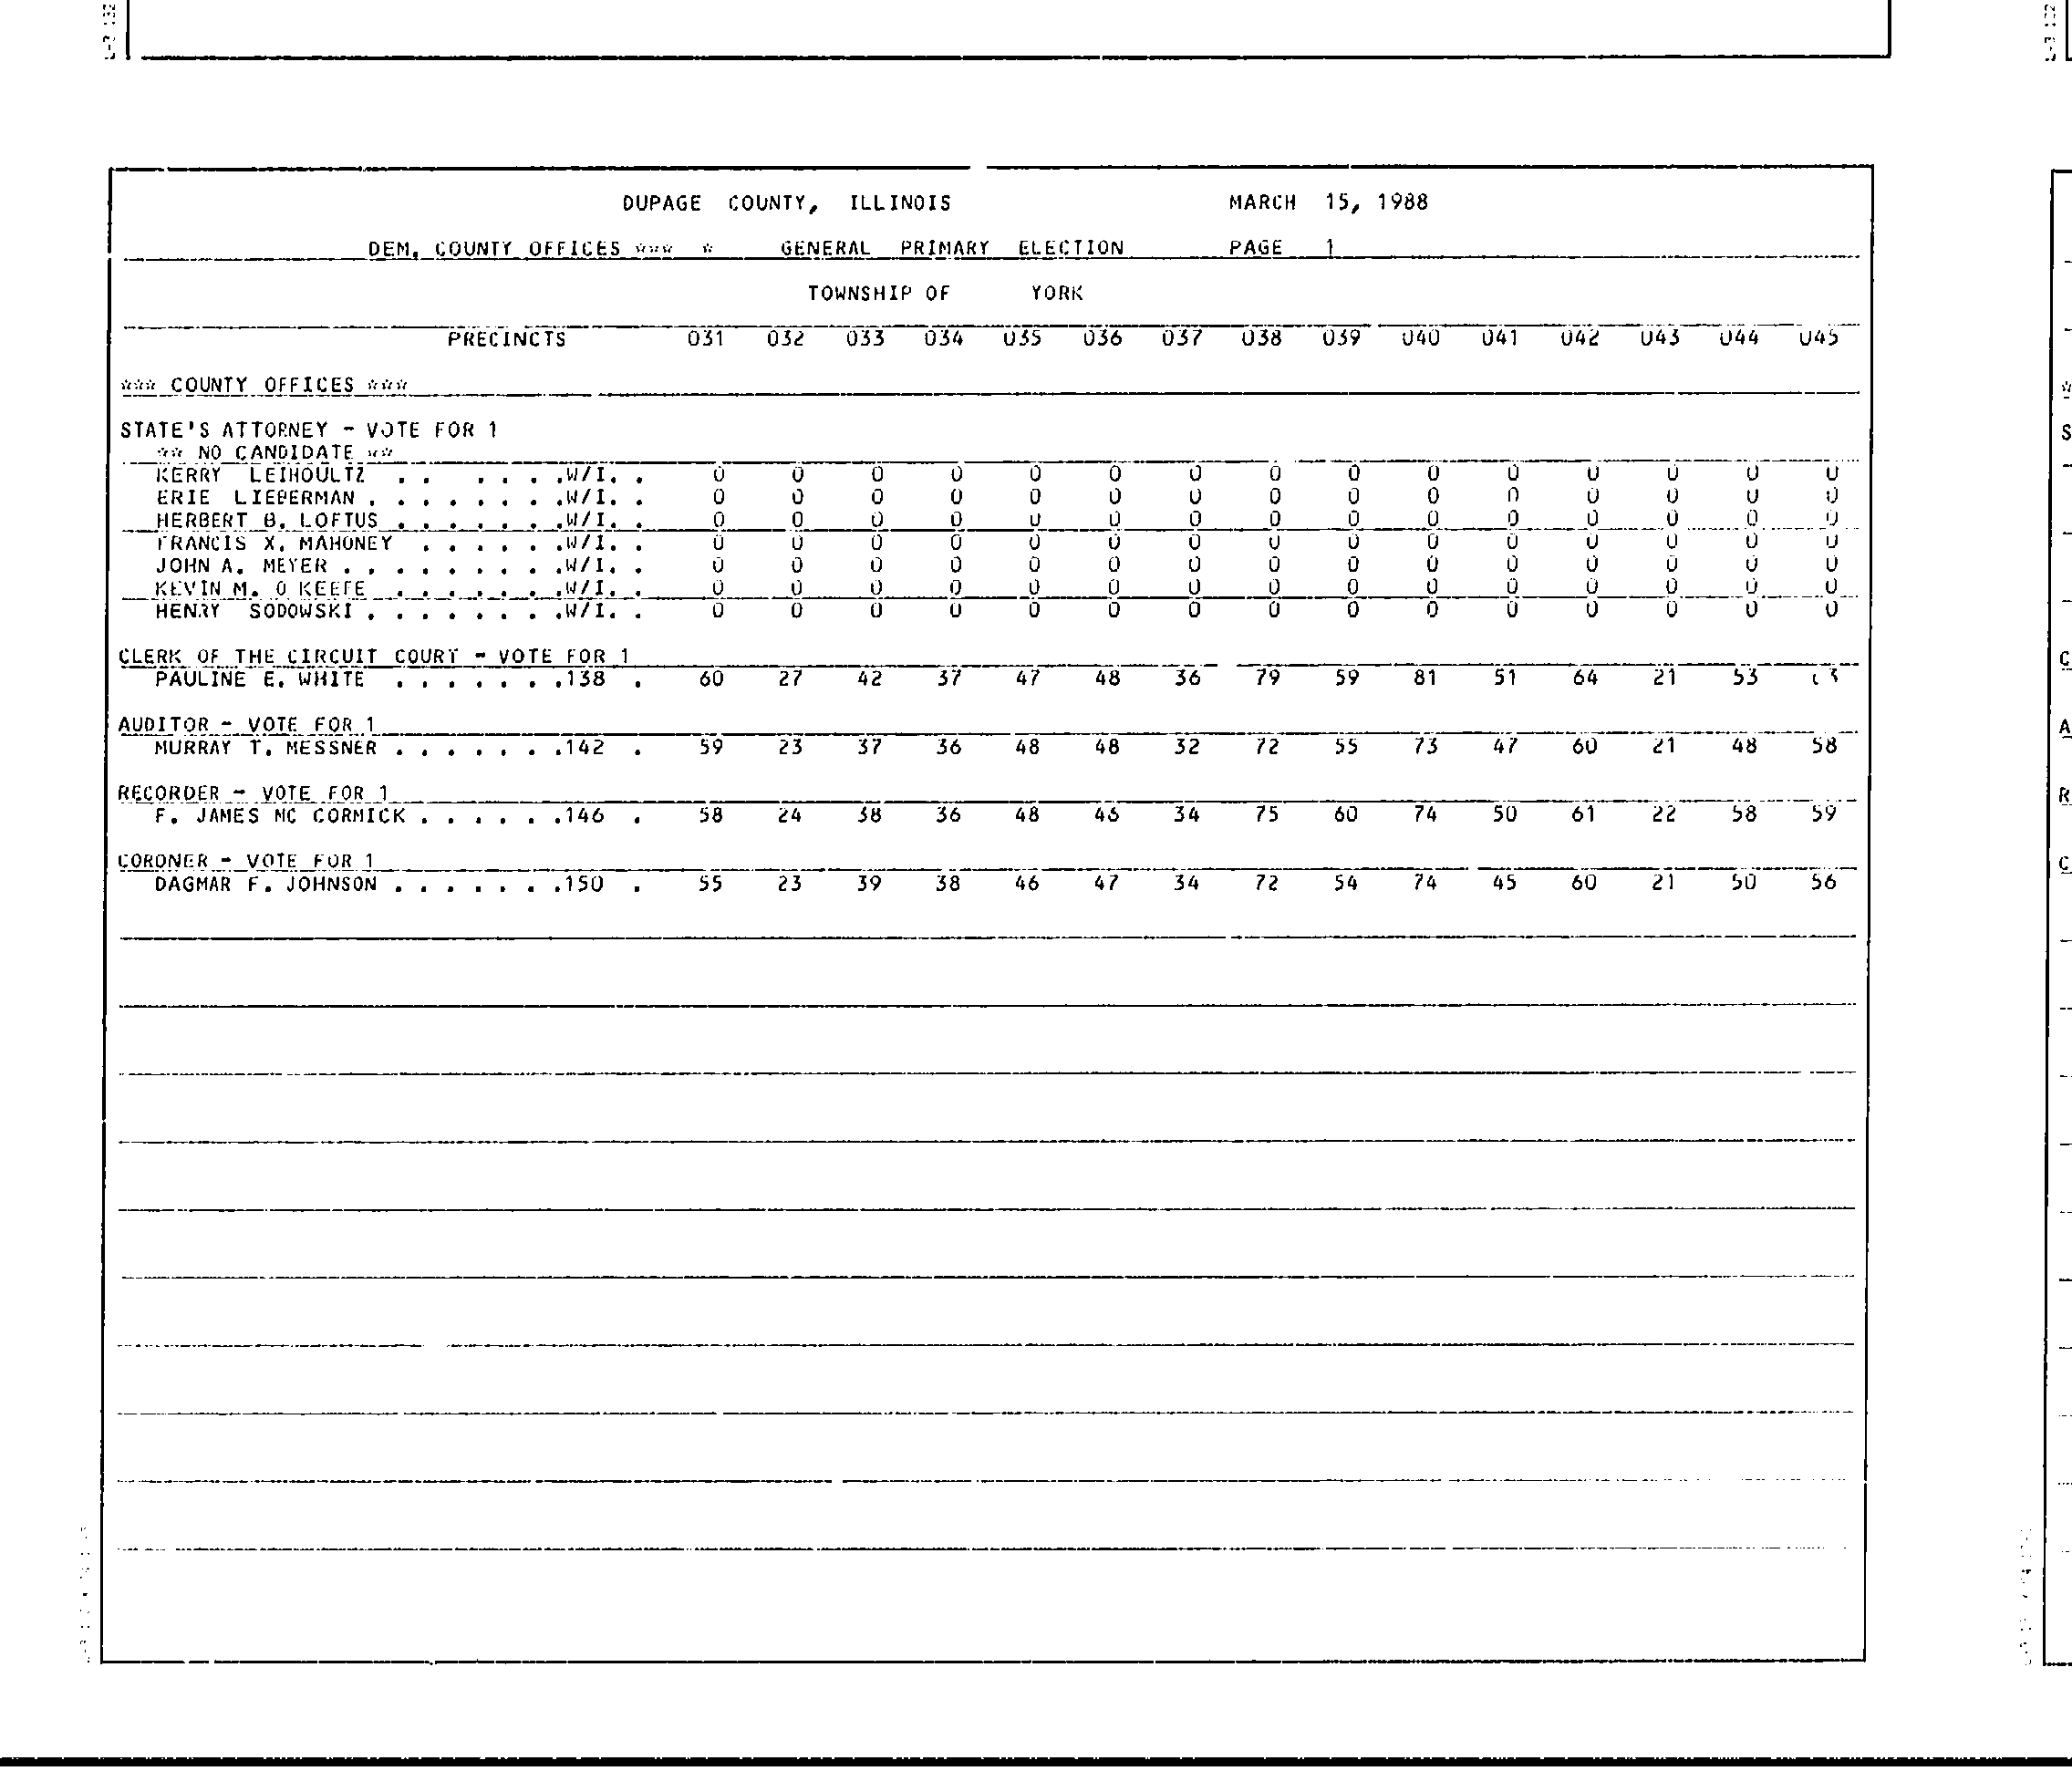 DUPAGE COUNTY, ILLINOIS MARCH 15, 1988
DEM. COUNTY OFFICES *** * GENERAL PRIMARY ELECTION PAGE 1
TOWNSHIP OF YORK
PRECINCTS 031 032 033 034 035 036 037 038 039 040 041 042 043 044 045
*** COUNTY OFFICES ***
STATE'S ATTORNEY - VOTE FOR 1
** NO CANDIDATE **
KERRY LEIHOULTZ . . . . . . .W/I. . 0 0 0 0 0 0 0 0 0 0 0 0 0 0 0
ERIE LIEBERMAN . . . . . . . .W/I. . 0 0 0 0 0 0 0 0 0 0 0 0 0 0 0
HERBERT B. LOFTUS . . . . . . .W/I. . 0 0 0 0 0 0 0 0 0 0 0 0 0 0 0
FRANCIS X. MAHONEY . . . . . .W/I. . 0 0 0 0 0 0 0 0 0 0 0 0 0 0 0
JOHN A. MEYER . . . . . . . . .W/I. . 0 0 0 0 0 0 0 0 0 0 0 0 0 0 0
KEVIN M. O KEEFE . . . . . . .W/I. . 0 0 0 0 0 0 0 0 0 0 0 0 0 0 0
HENRY SODOWSKI . . . . . . . .W/I. . 0 0 0 0 0 0 0 0 0 0 0 0 0 0 0
CLERK OF THE CIRCUIT COURT - VOTE FOR 1
PAULINE E. WHITE . . . . . . .138 . 60 27 42 37 47 48 36 79 59 81 51 64 21 53
AUDITOR - VOTE FOR 1
MURRAY T. MESSNER . . . . . . .142 . 59 23 37 36 48 48 32 72 55 73 47 60 21 48 58
RECORDER - VOTE FOR 1
F. JAMES MC CORMICK . . . . . .146 . 58 24 38 36 48 46 34 75 60 74 50 61 22 58 59
CORONER - VOTE FOR 1
DAGMAR F. JOHNSON . . . . . . .150 . 55 23 39 38 46 47 34 72 54 74 45 60 21 50 56